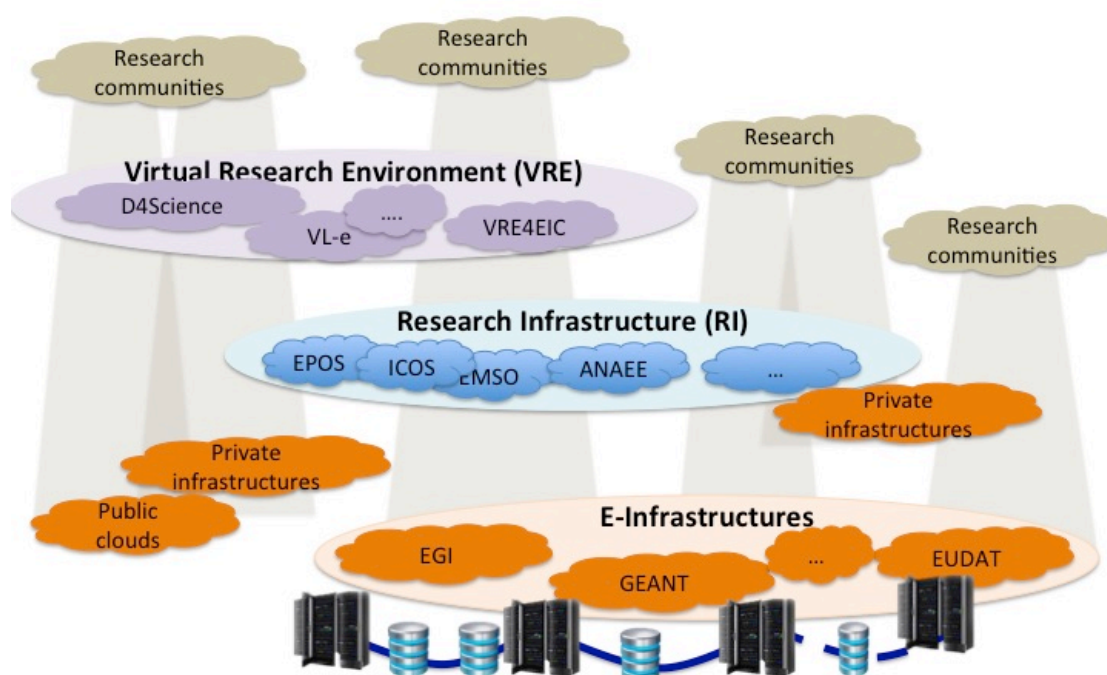 Research
communities
Research
communities
Research
communities
Research
communities
Virtual Research Environment (VRE)
D4Science
VL-e
....
VRE4EIC
Research Infrastructure (RI)
EPOS
ICOS
EMSO
ANAEE
...
Private
infrastructures
Private
infrastructures
Public
clouds
E-Infrastructures
EGI
GEANT
...
EUDAT